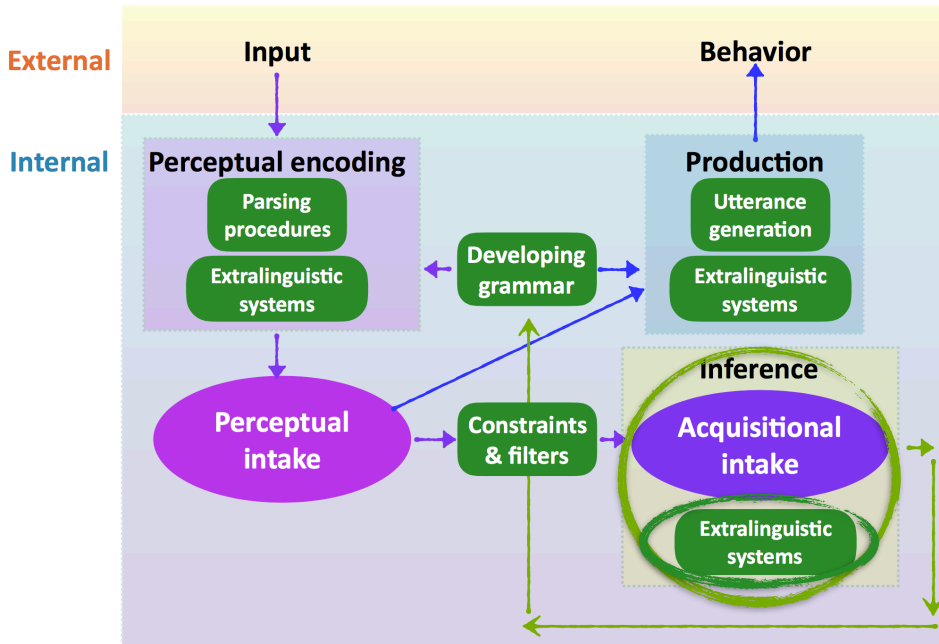 External
Input
Behavior
Internal
Perceptual encoding
Parsing
procedures
Extralinguistic
systems
Developing
grammar
Production
Utterance
generation
Extralinguistic
systems
Perceptual
intake
Constraints
& filters
Inference
Acquisitional
intake
Extralinguistic
systems